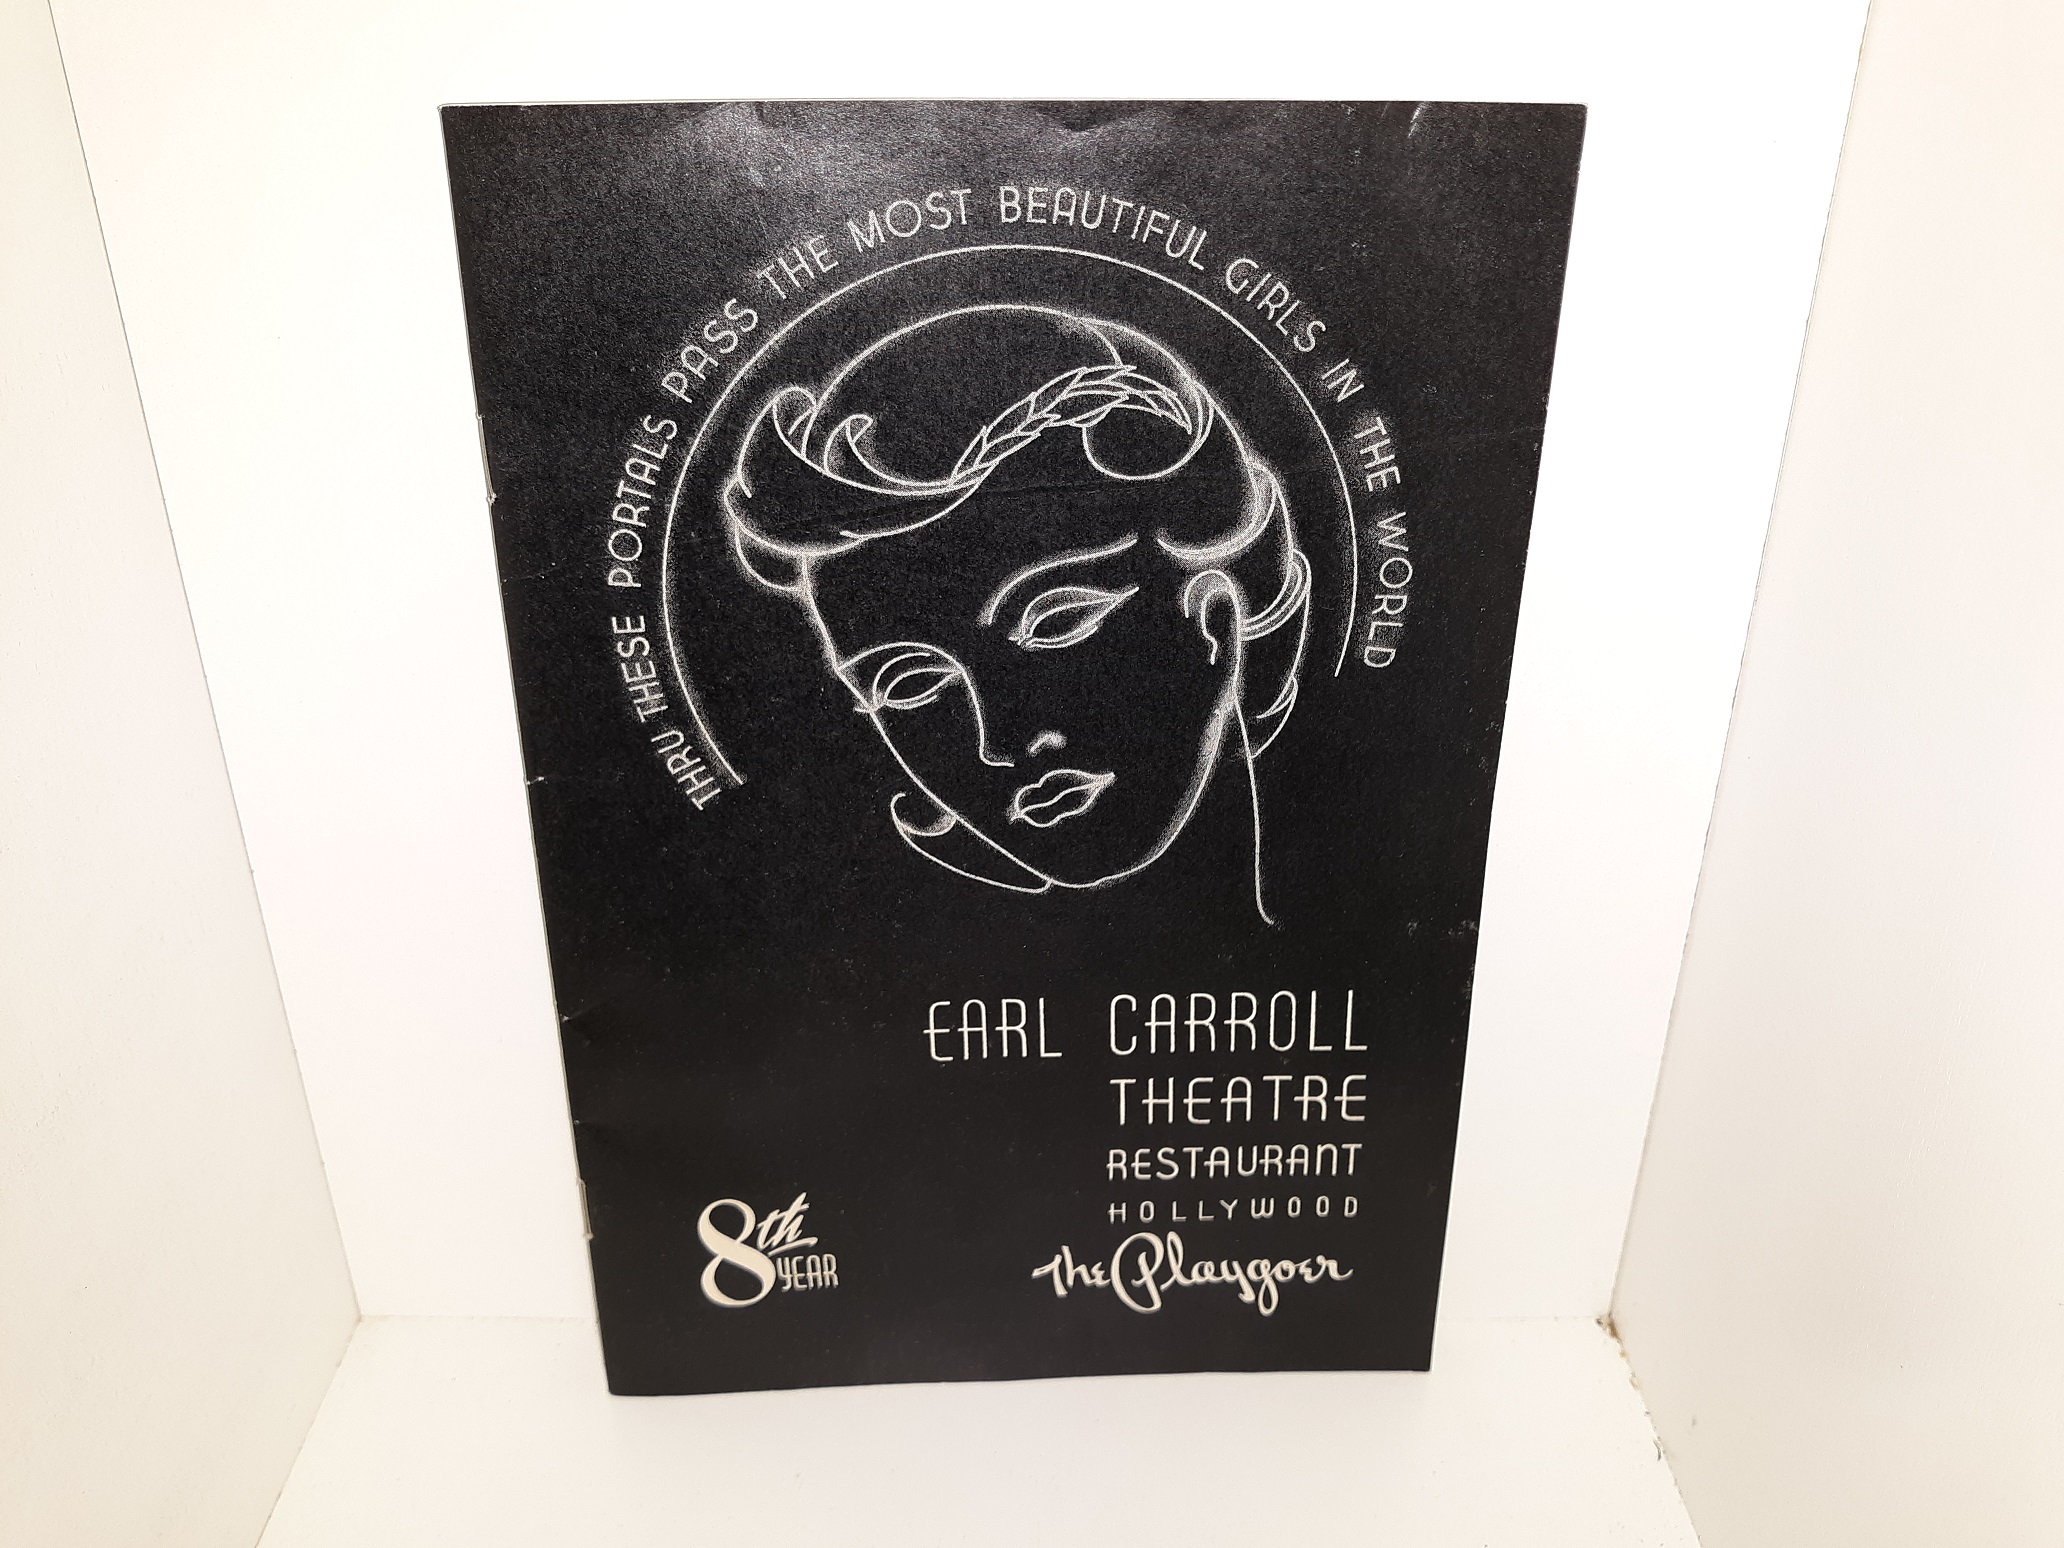 THRU THESE PORTALS PASS THE MOST BEAUTIFUL GIRLS IN THE WORLD
EARL CARROLL
THEATRE
RESTAURANT
HOLLYWOOD
The Playgoer
8th
YEAR